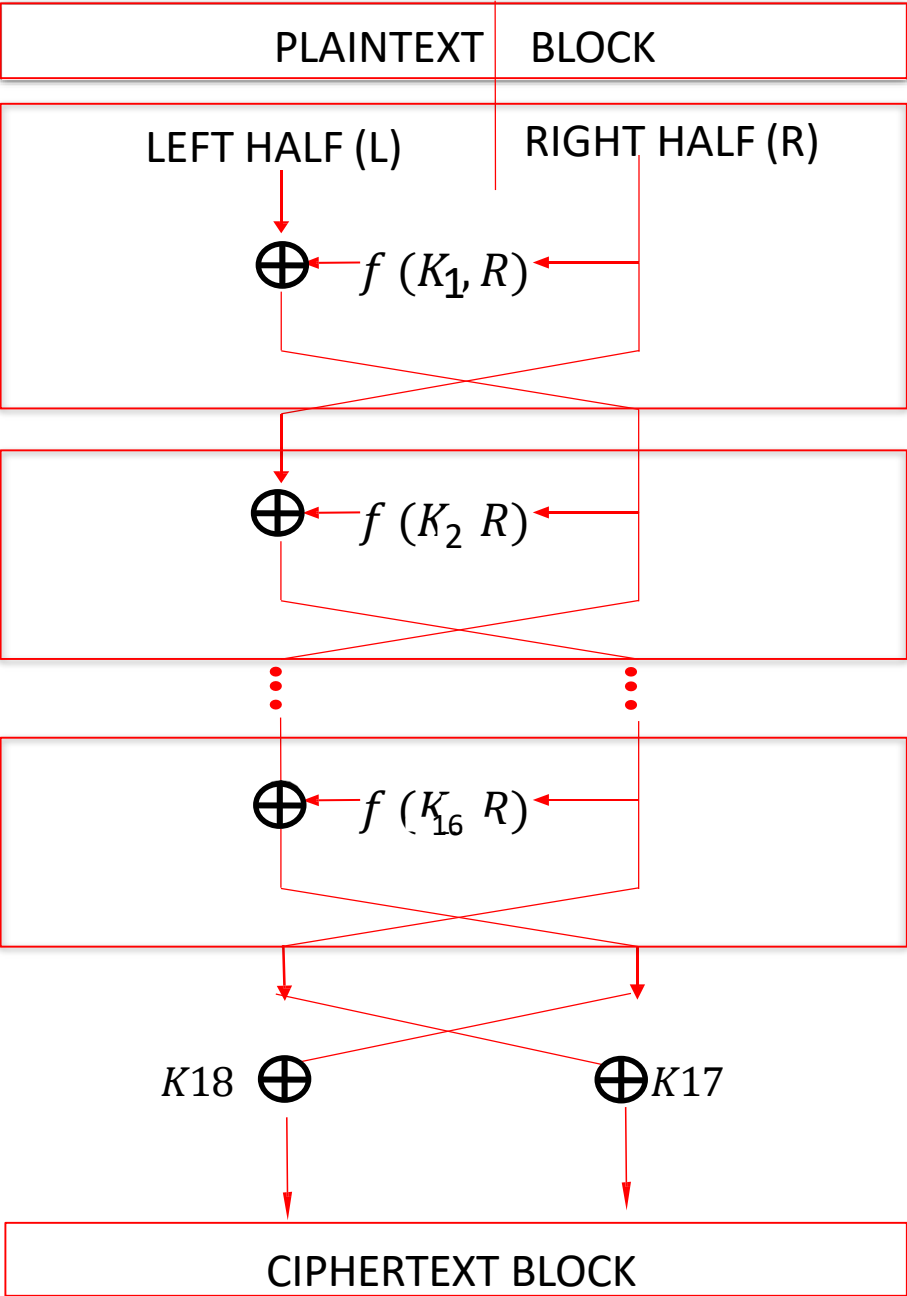 PLAINTEXT BLOCK
LEFT HALF (L) RIGHT HALF (R)
f (K1, R)
f (K2 R)
f (K16 R)
K18 K17
CIPHERTEXT BLOCK